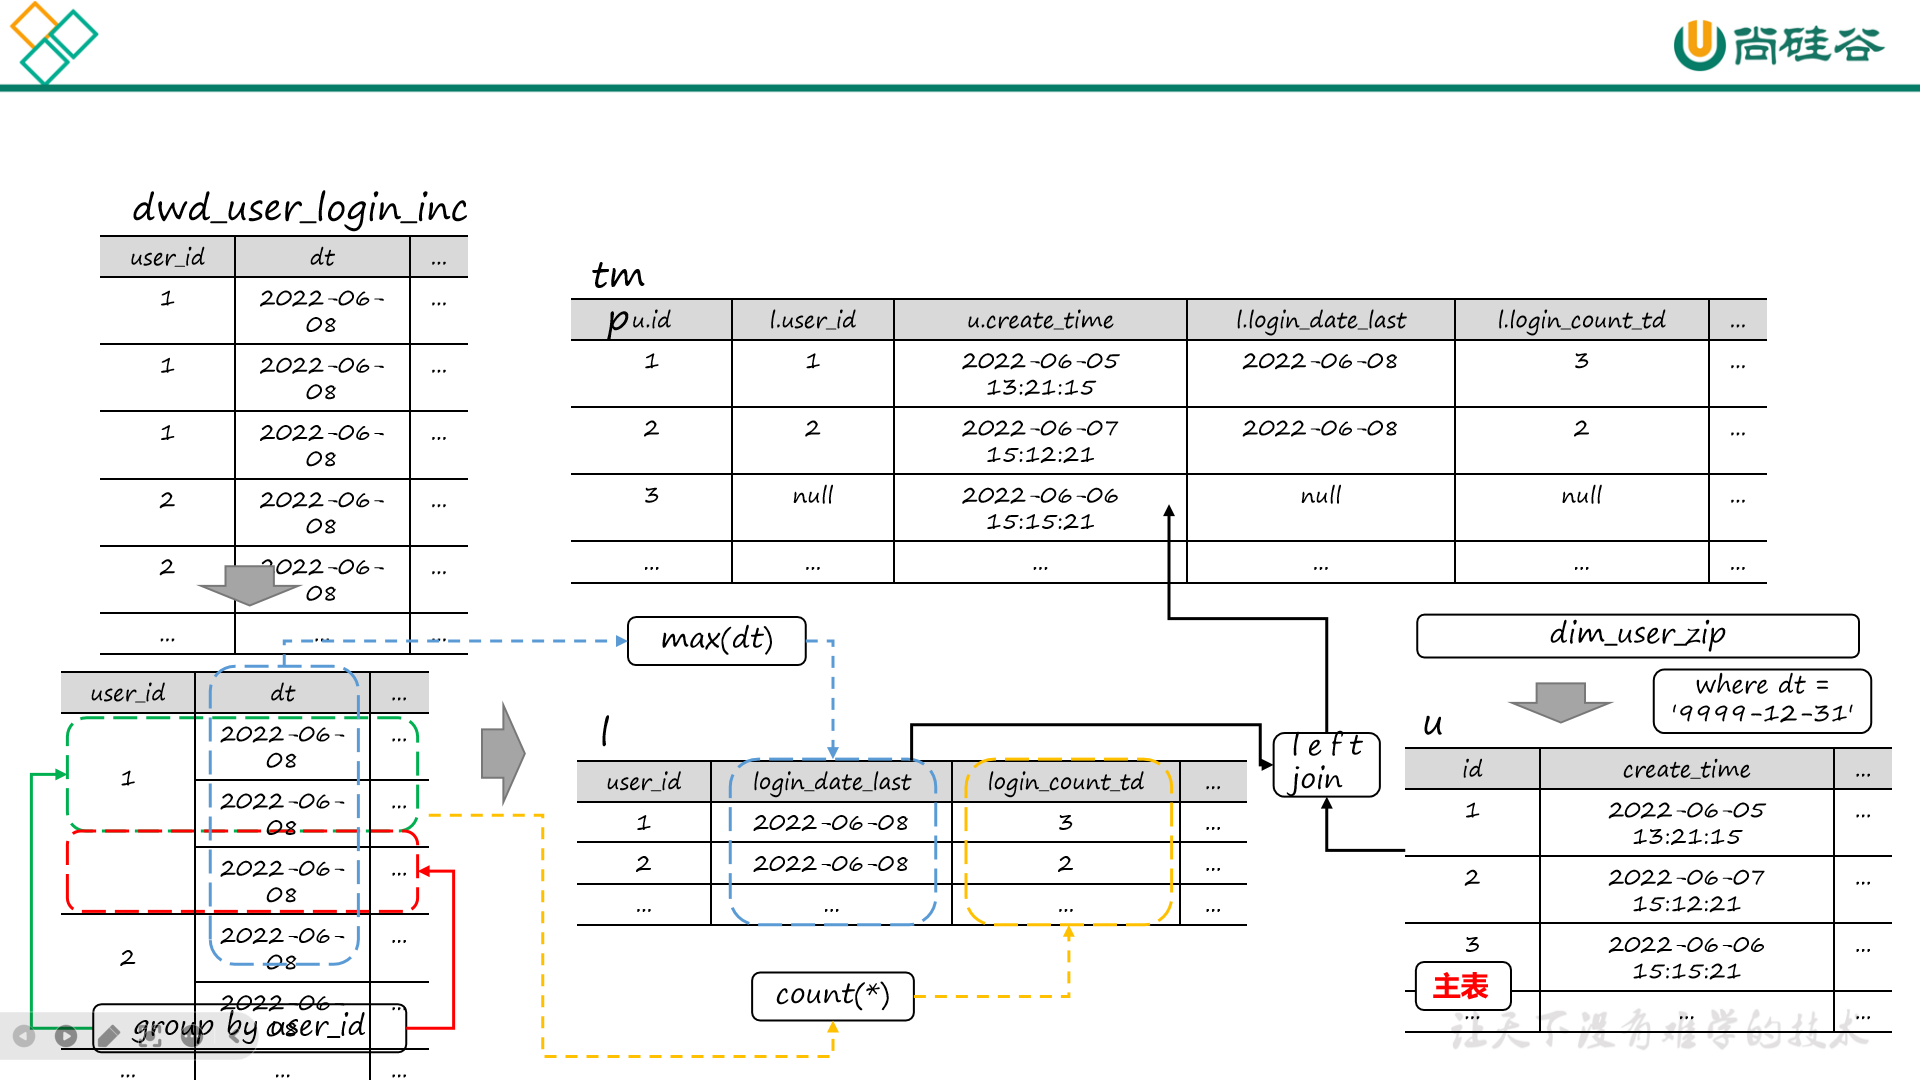 尚硅谷
dwd_user_login_inc
user_id dt ...
1 2022-06-
08 ...
1 2022-06-
08 ...
1 2022-06-
08 ...
2 2022-06-
08 ...
2 2022-06-
08 ...
... ... ...
tm
p
u.id l.user_id u.create_time l.login_date_last l.login_count_td ...
1 1 2022-06-05 2022-06-08 3 ...
13:21:15
2 2 2022-06-07 2022-06-08 2 ...
15:12:21
3 null 2022-06-06 null null ...
15:15:21
... ... ... ... ... ...
user_id dt ...
1 2022-06-
08 ...
2022-06-
08 ...
2022-06-
08 ...
2 2022-06-
08 ...
2022-06-
08 ...
... ... ...
group by user_id
max(dt)
l
user_id login_date_last login_count_td ...
1 2022-06-08 3 ...
2 2022-06-08 2 ...
... ... ... ...
count(*)
left
join
dim_user_zip
where dt =
'9999-12-31'
u
id create_time ...
1 2022-06-05 ...
13:21:15
2 2022-06-07 ...
15:12:21
3 2022-06-06 ...
15:15:21
... ... ...
主表
让天下没有难学的技术